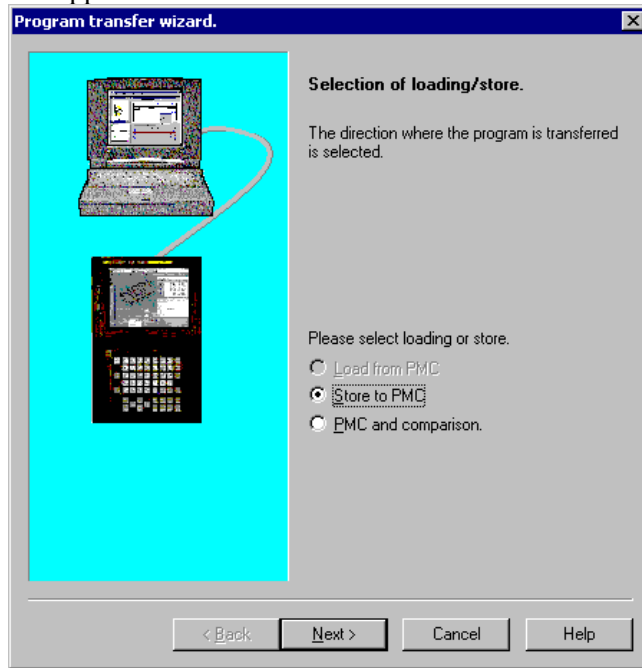 Program transfer wizard.
Selection of loading/store.
The direction where the program is transferred
is selected.
Please select loading or store.
Load from PMC
Store to PMC
PMC and comparison.
< Back
Next >
Cancel
Help